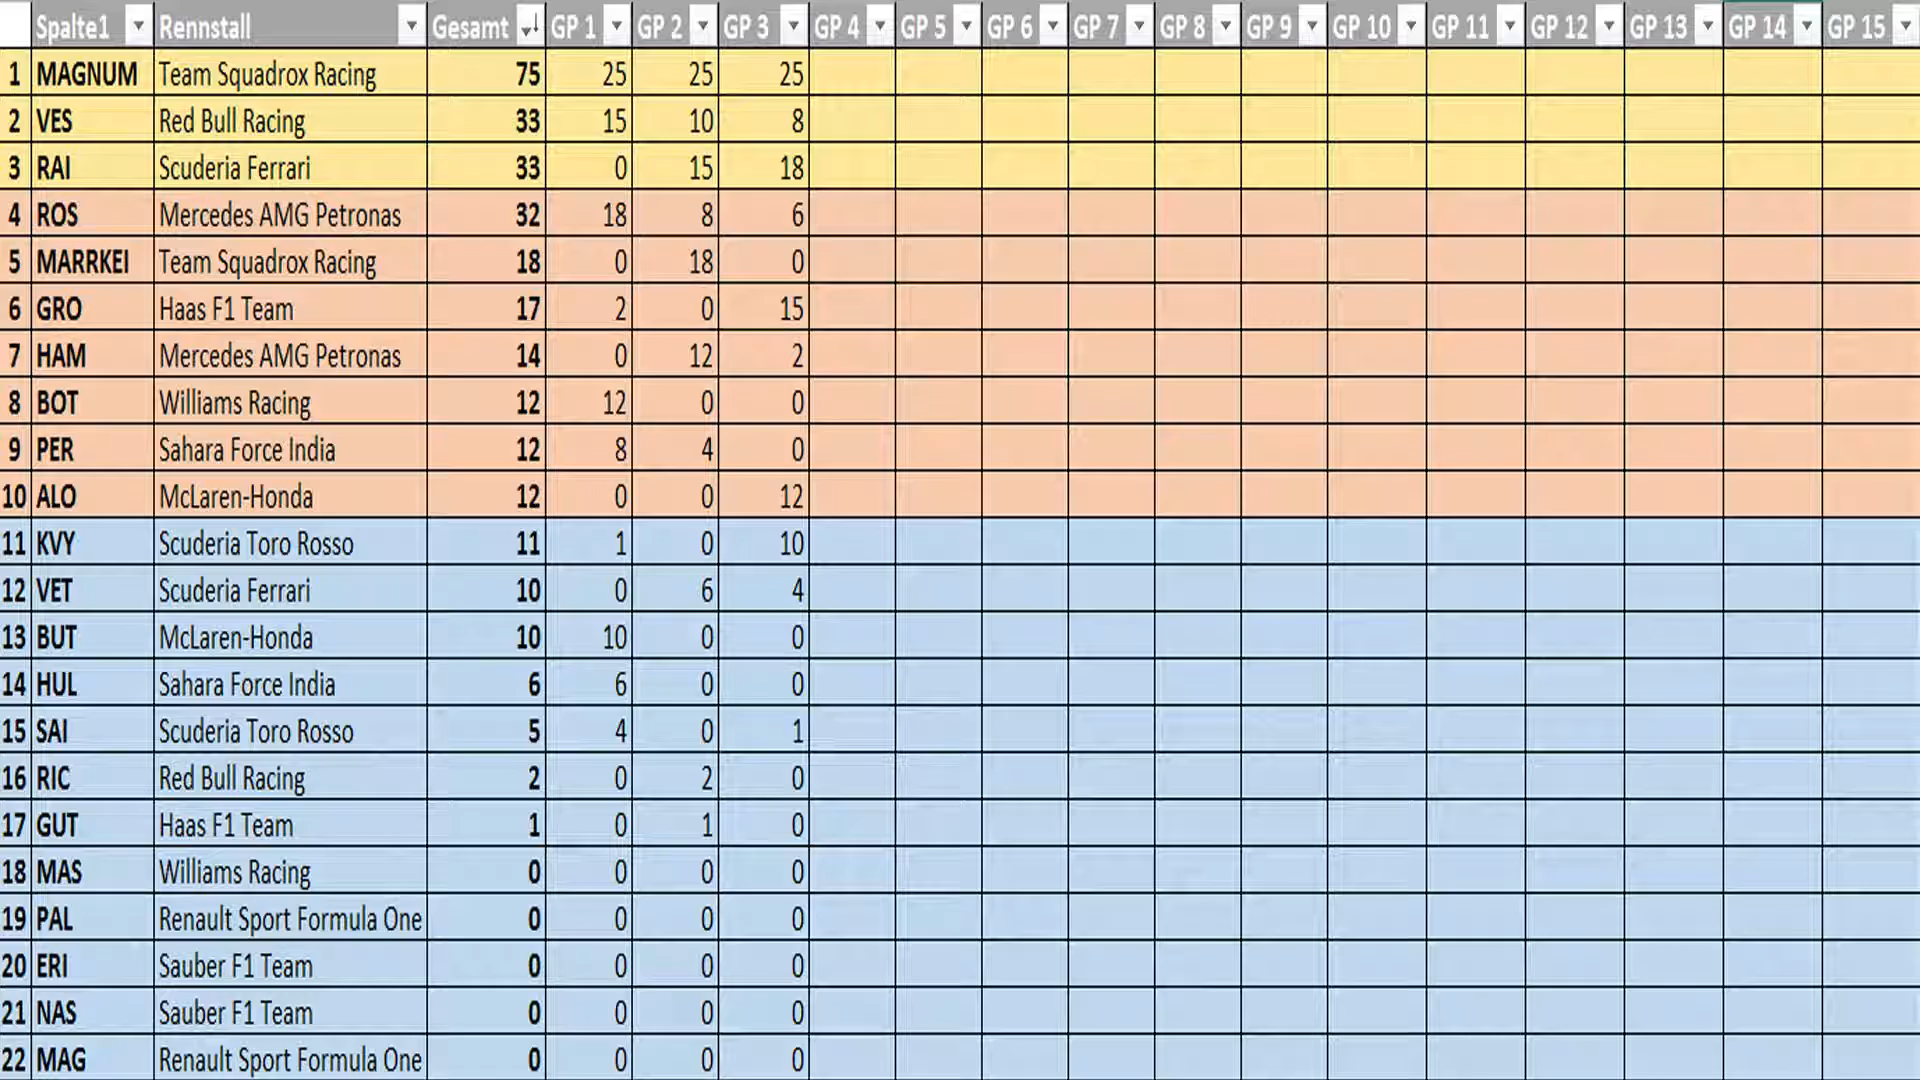 Spalte1 Rennstall Gesamt GP 1 GP 2 GP 3 GP 4 GP 5 GP 6 GP 7 GP 8 GP 9 GP 10 GP 11 GP 12 GP 13 GP 14 GP 15
1 MAGNUM Team Squadrox Racing 75 25 25 25
2 VES Red Bull Racing 33 15 10 8
3 RAI Scuderia Ferrari 33 0 15 18
4 ROS Mercedes AMG Petronas 32 18 8 6
5 MARRKEI Team Squadrox Racing 18 0 18 0
6 GRO Haas F1 Team 17 2 0 15
7 HAM Mercedes AMG Petronas 14 0 12 2
8 BOT Williams Racing 12 12 0 0
9 PER Sahara Force India 12 8 4 0
10 ALO McLaren-Honda 12 0 0 12
11 KVY Scuderia Toro Rosso 11 1 0 10
12 VET Scuderia Ferrari 10 0 6 4
13 BUT McLaren-Honda 10 10 0 0
14 HUL Sahara Force India 6 6 0 0
15 SAI Scuderia Toro Rosso 5 4 0 1
16 RIC Red Bull Racing 2 0 2 0
17 GUT Haas F1 Team 1 0 1 0
18 MAS Williams Racing 0 0 0 0
19 PAL Renault Sport Formula One 0 0 0 0
20 ERI Sauber F1 Team 0 0 0 0
21 NAS Sauber F1 Team 0 0 0 0
22 MAG Renault Sport Formula One 0 0 0 0